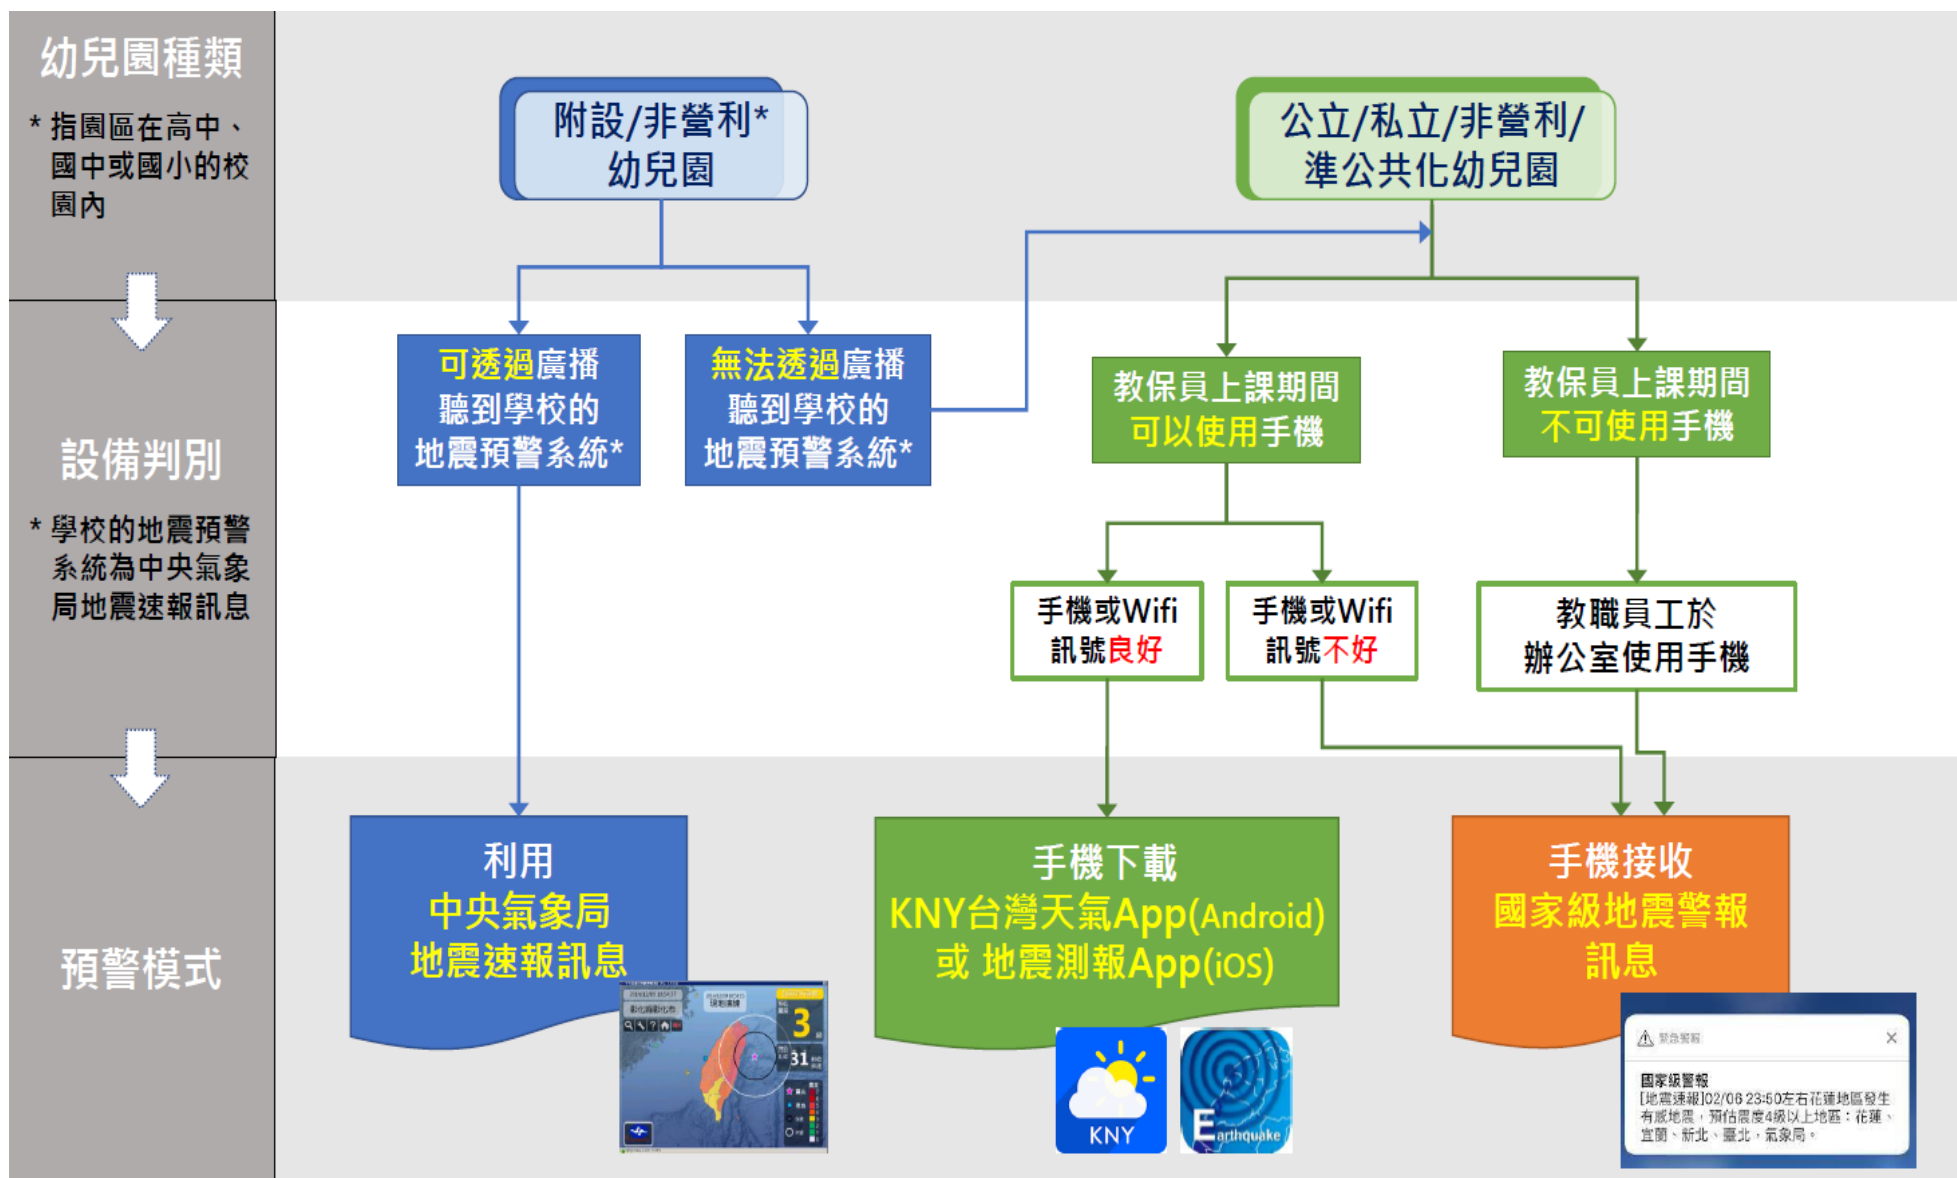 幼兒園種類
* 指園區在高中、
國中或國小的校
園內
附設/非營利*
幼兒園
公立/私立/非營利/
準公共化幼兒園
設備判別
* 學校的地震預警
系統為中央氣象
局地震速報訊息
可透過廣播
聽到學校的
地震預警系統*
無法透過廣播
聽到學校的
地震預警系統*
教保員上課期間
可以使用手機
教保員上課期間
不可使用手機
手機或Wifi
訊號良好
手機或Wifi
訊號不好
教職員工於
辦公室使用手機
預警模式
利用
中央氣象局
地震速報訊息
3
31
手機下載
KNY台灣天氣App(Android)
或 地震測報App(iOS)
KNY
Earthquake
手機接收
國家級地震警報
訊息
緊急警報
國家級警報
[地震速報]02/06 23:50左右花蓮地區發生
有感地震，預估震度4級以上地區：花蓮、
宜蘭、新北、臺北，氣象局。